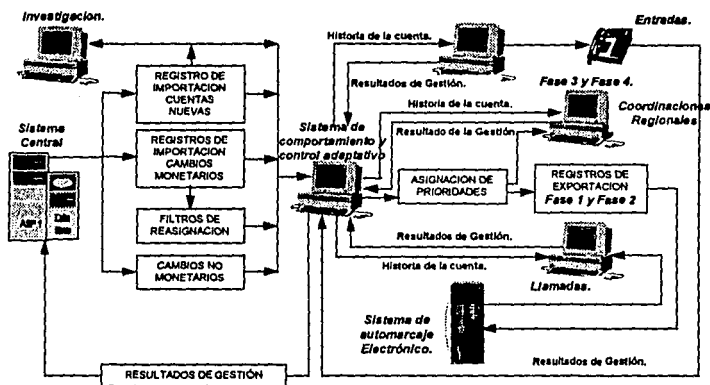 Investigacion.
Historia de la cuenta.
Entradas.
REGISTRO DE
IMPORTACION
CUENTAS
NUEVAS
Resultados de Gestión.
Fase 3 y Fase 4.
Historia de la cuenta.
Coordinaciones
Regionales
Sistema
Central
Sistema de
comportamiento y
control adaptativo
Resultado de la Gestión
REGISTROS DE
IMPORTACION
CAMBIOS
MONETARIOS
ASIGNACION DE
PRIORIDADES
REGISTROS DE
EXPORTACION
Fase 1 y Fase 2
FILTROS DE
REASIGNACION
Resultados de Gestión.
CAMBIOS NO
MONETARIOS
Historia de la cuenta.
Llamadas.
Sistema de
automarcaje
Electrónico.
RESULTADOS DE GESTIÓN
Resultados de Gestión.